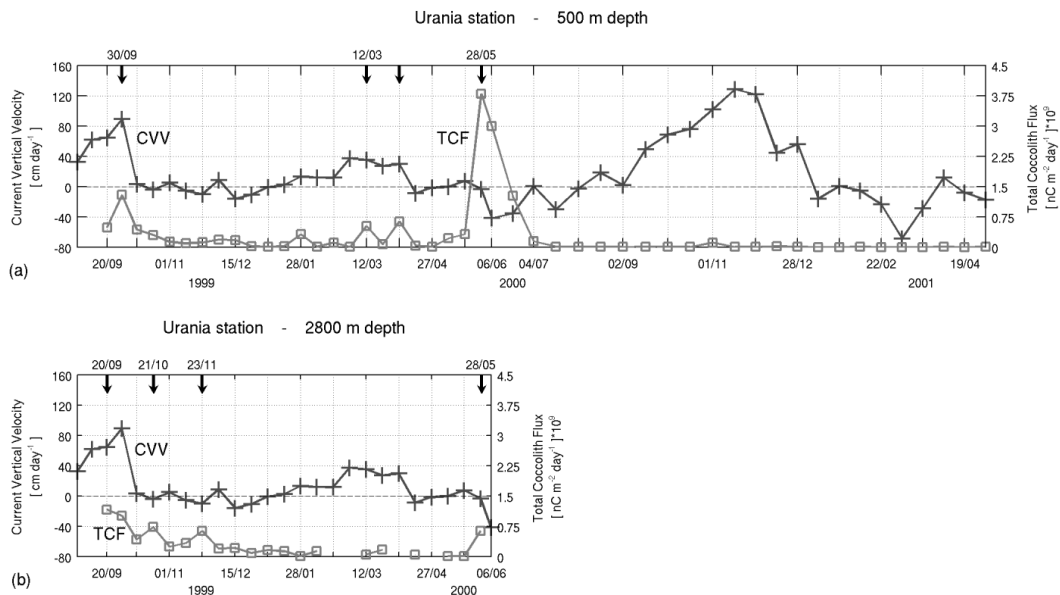 Urania station - 500 m depth
30/09 12/03 28/05
160 4.5
120 3.75
80 3
40 2.25
0 1.5
-40 0.75
-80 0
Current Vertical Velocity
[ cm day⁻¹ ]
CVV
TCF
Total Coccolith Flux
[ nC m⁻² day⁻¹ ]*10⁹
20/09 01/11 15/12 28/01 12/03 27/04 06/06 04/07 02/09 01/11 28/12 22/02 19/04
(a)
1999 2000 2001
Urania station - 2800 m depth
20/09 21/10 23/11 28/05
160 4.5
120 3.75
80 3
40 2.25
0 1.5
-40 0.75
-80 0
Current Vertical Velocity
[ cm day⁻¹ ]
CVV
TCF
Total Coccolith Flux
[ nC m⁻² day⁻¹ ]*10⁹
20/09 01/11 15/12 28/01 12/03 27/04 06/06
(b)
1999 2000